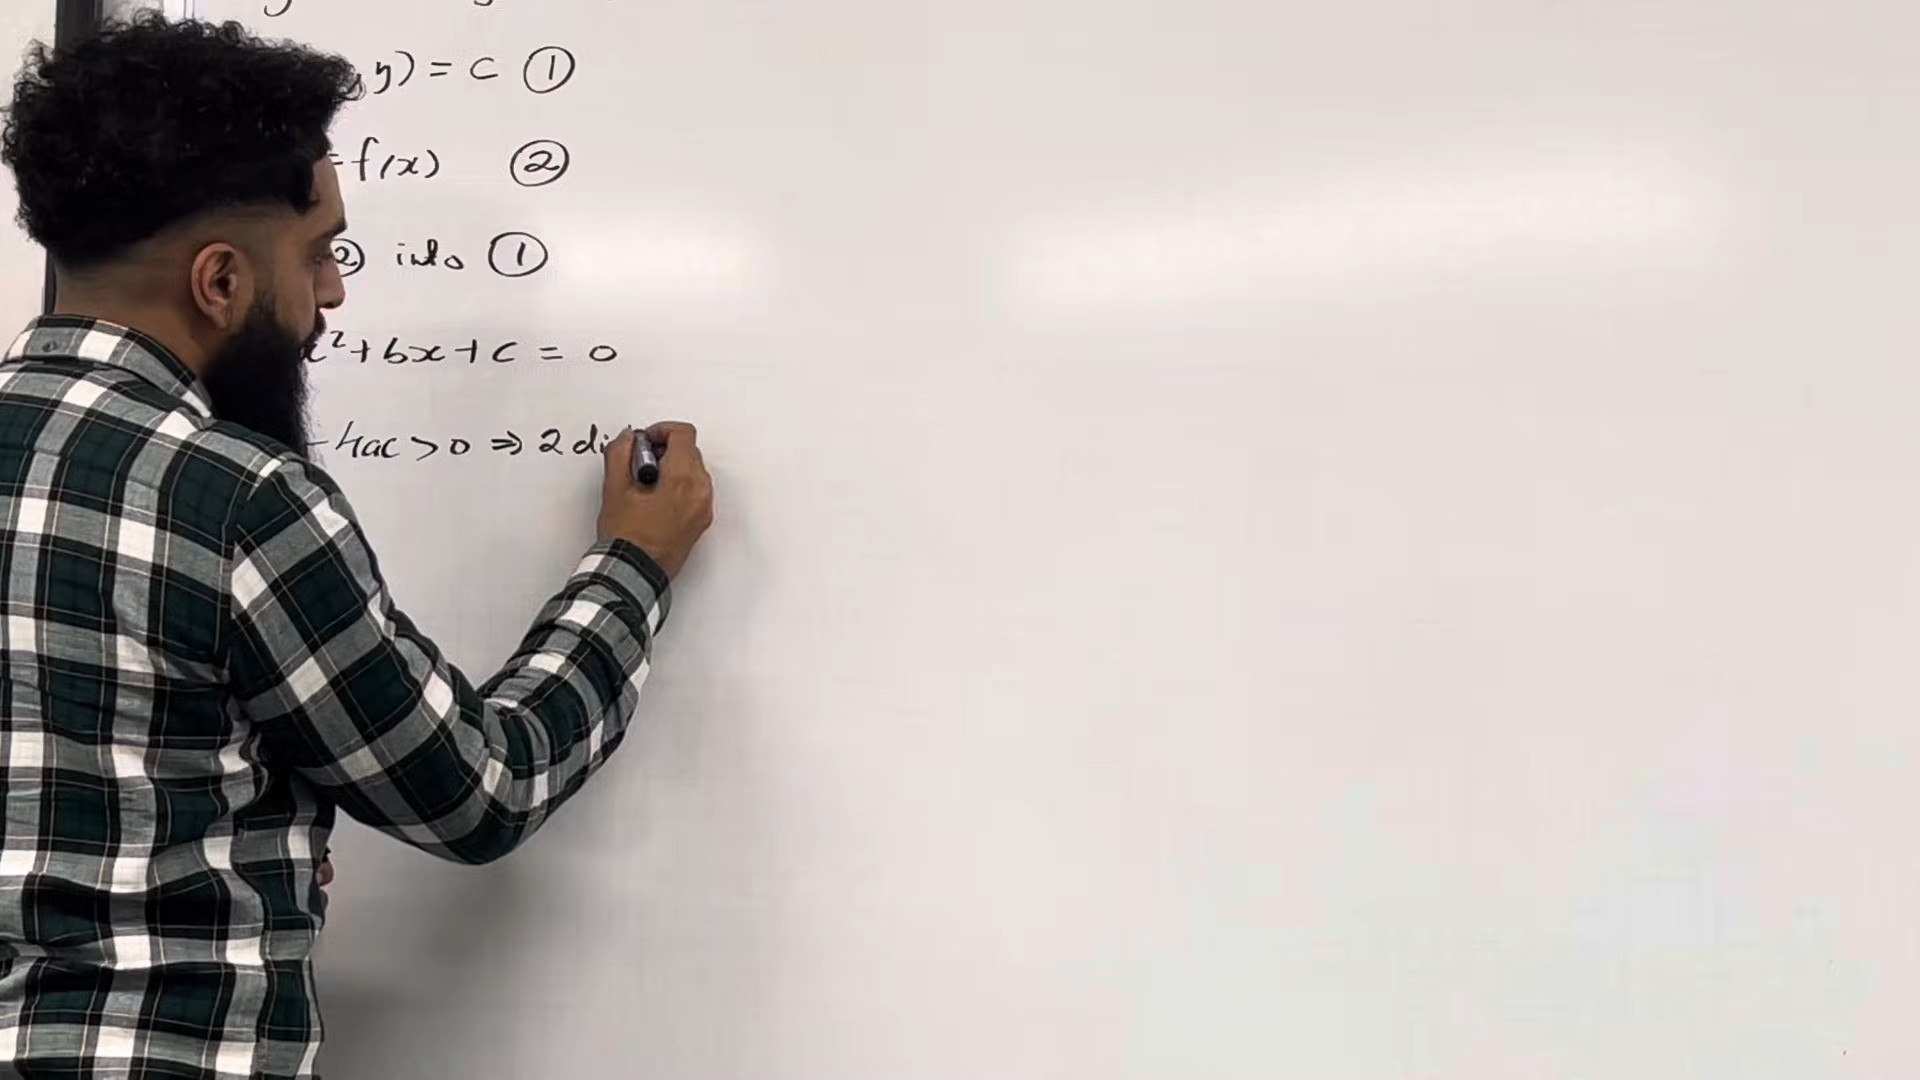 ,y) = c ①
= f(x) ②
② into ①
x²+bx+c = 0
-4ac > 0 ⇒ 2 di